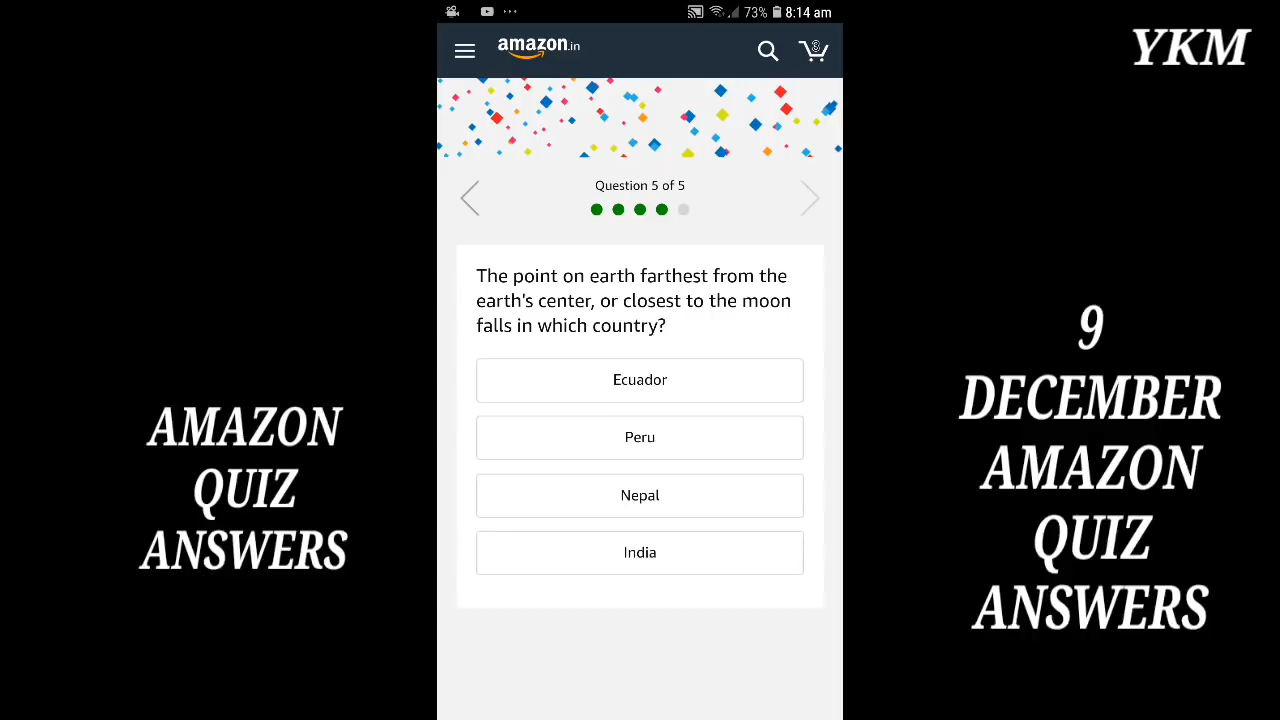 73% 8:14 am
amazon.in
3
YKM
Question 5 of 5
The point on earth farthest from the
earth's center, or closest to the moon
falls in which country?
Ecuador
Peru
Nepal
India
AMAZON
QUIZ
ANSWERS
9
DECEMBER
AMAZON
QUIZ
ANSWERS